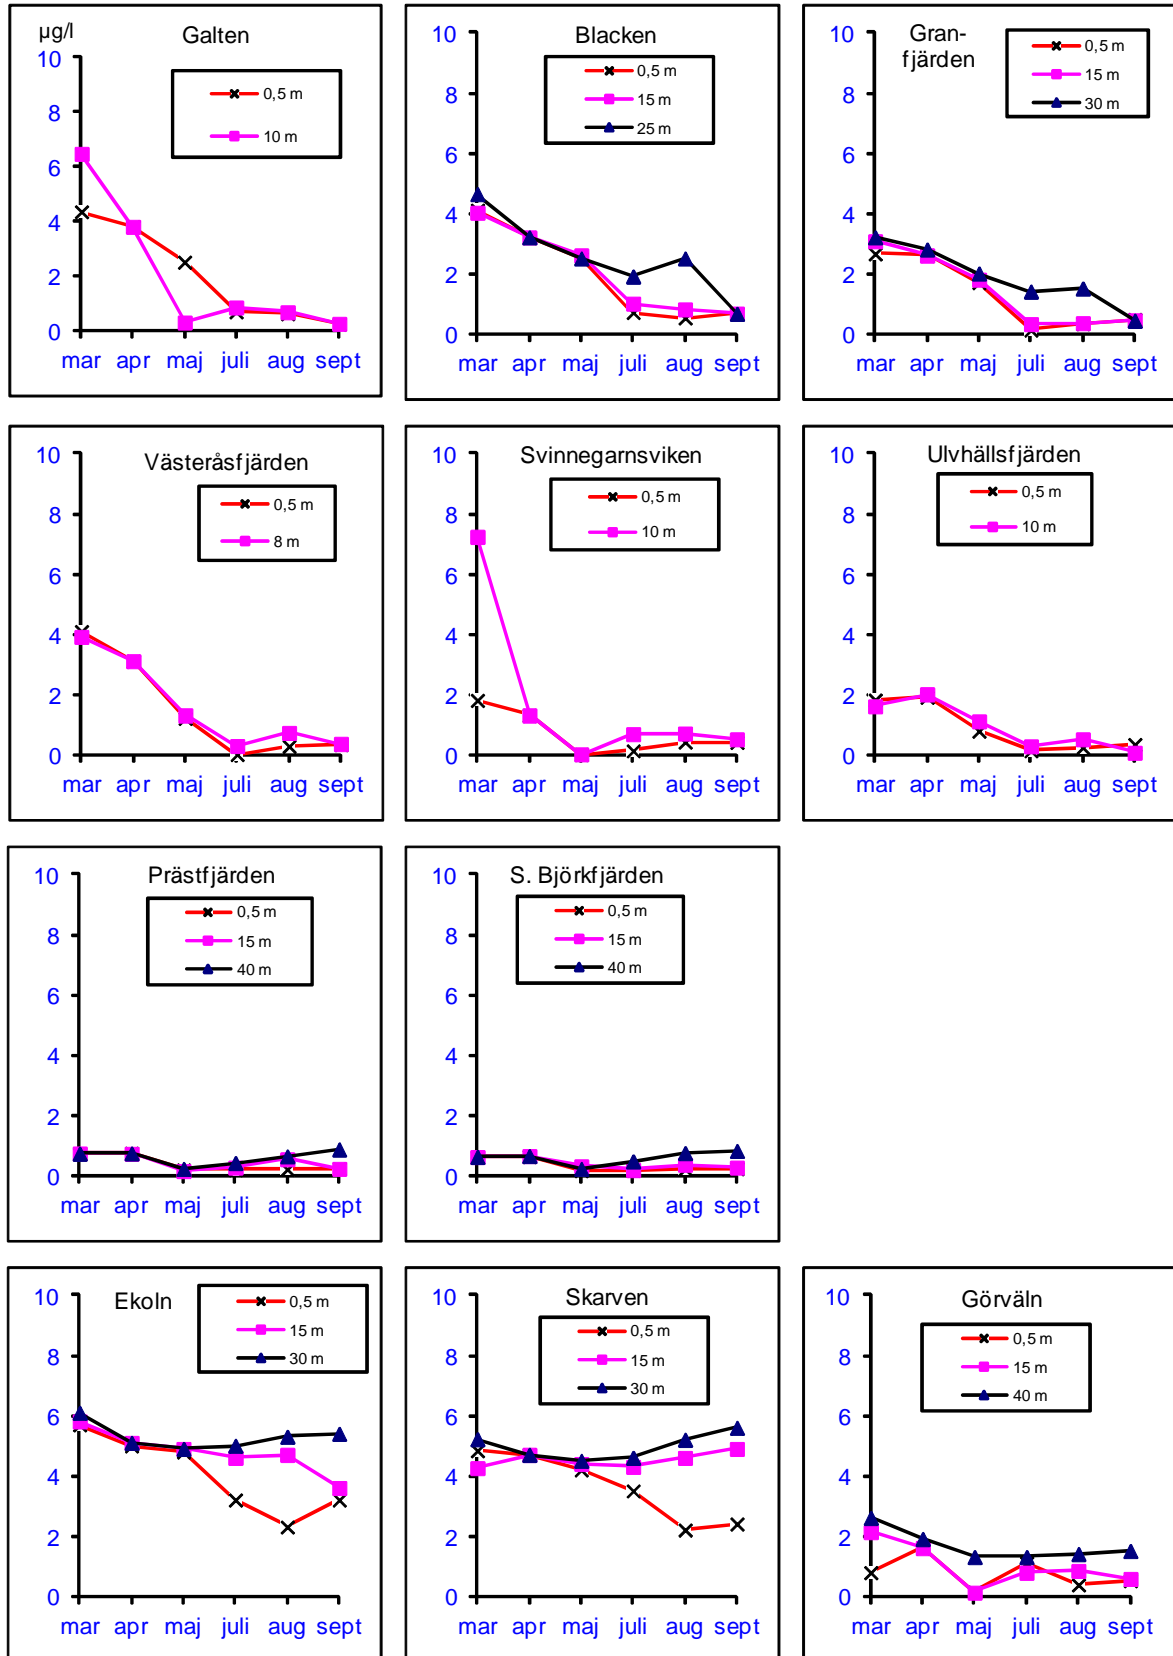 µg/l
Galten
10
8
6
4
2
0
0,5 m
10 m
mar apr maj juli aug sept
Blacken
10
8
6
4
2
0
0,5 m
15 m
25 m
mar apr maj juli aug sept
Gran-
fjärden
10
8
6
4
2
0
0,5 m
15 m
30 m
mar apr maj juli aug sept
Västeråsfjärden
10
8
6
4
2
0
0,5 m
8 m
mar apr maj juli aug sept
Svinnegarnsviken
10
8
6
4
2
0
0,5 m
10 m
mar apr maj juli aug sept
Ulvhällsfjärden
10
8
6
4
2
0
0,5 m
10 m
mar apr maj juli aug sept
Prästfjärden
10
8
6
4
2
0
0,5 m
15 m
40 m
mar apr maj juli aug sept
S. Björkfjärden
10
8
6
4
2
0
0,5 m
15 m
40 m
mar apr maj juli aug sept
Ekoln
10
8
6
4
2
0
0,5 m
15 m
30 m
mar apr maj juli aug sept
Skarven
10
8
6
4
2
0
0,5 m
15 m
30 m
mar apr maj juli aug sept
Görväln
10
8
6
4
2
0
0,5 m
15 m
40 m
mar apr maj juli aug sept